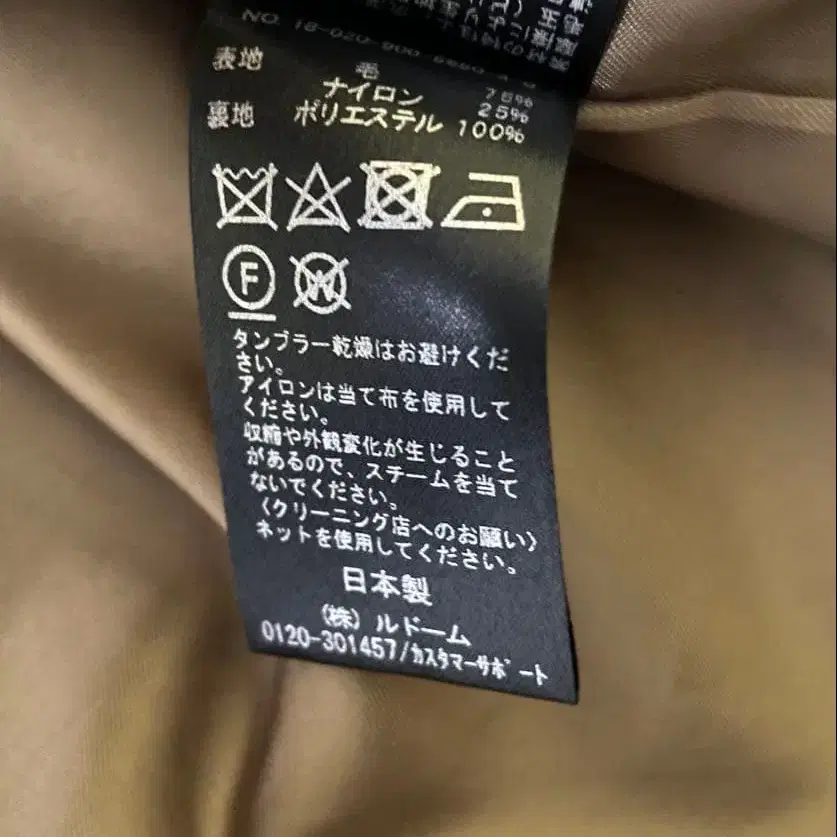 表地 毛 75%
ナイロン 25%
裏地 ポリエステル 100%
F
W
タンブラー乾燥はお避けくだ
さい。
アイロンは当て布を使用して
ください。
収縮や外観変化が生じること
があるので、スチームを当て
ないでください。
〈クリーニング店へのお願い〉
ネットを使用してください。
日本製
(株) ルドーム
0120-301457/カスタマーサポート